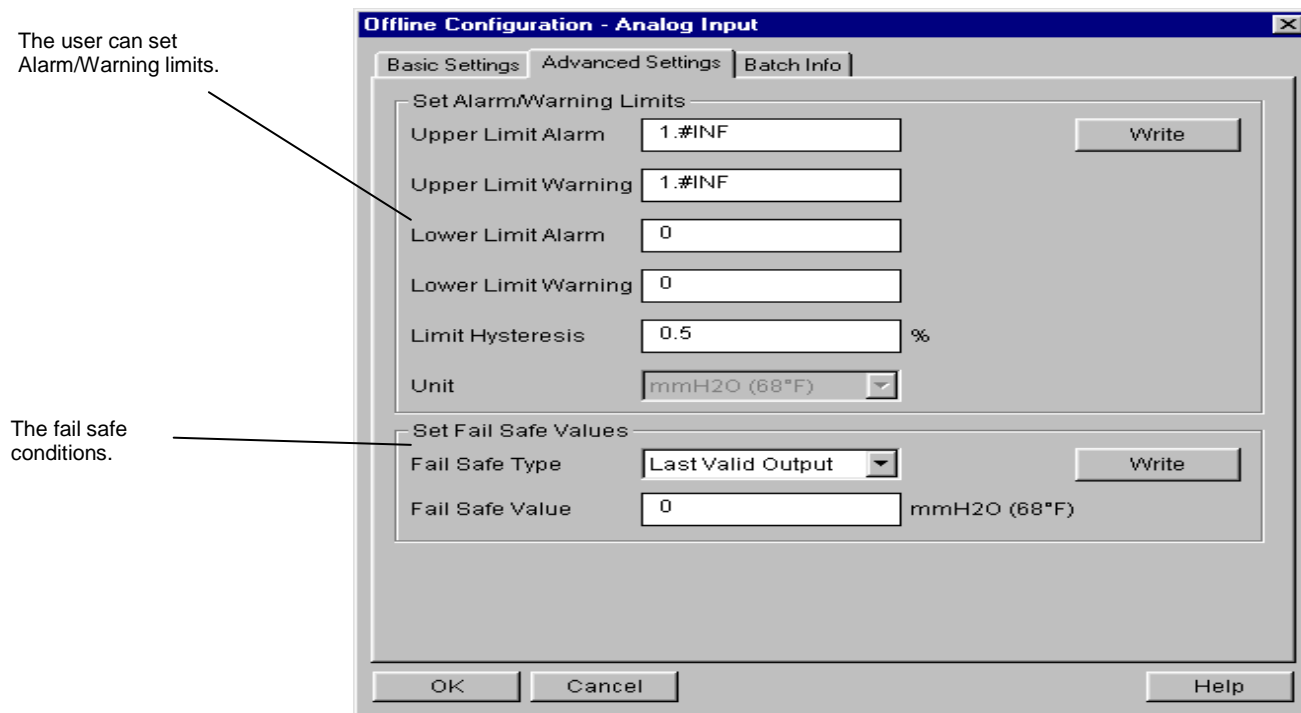 The user can set
Alarm/Warning limits.
Offline Configuration - Analog Input
Basic Settings Advanced Settings Batch Info
Set Alarm/Warning Limits
Upper Limit Alarm 1.#INF Write
Upper Limit Warning 1.#INF
Lower Limit Alarm 0
Lower Limit Warning 0
Limit Hysteresis 0.5 %
Unit mmH2O (68°F)
The fail safe
conditions.
Set Fail Safe Values
Fail Safe Type Last Valid Output Write
Fail Safe Value 0 mmH2O (68°F)
OK Cancel Help